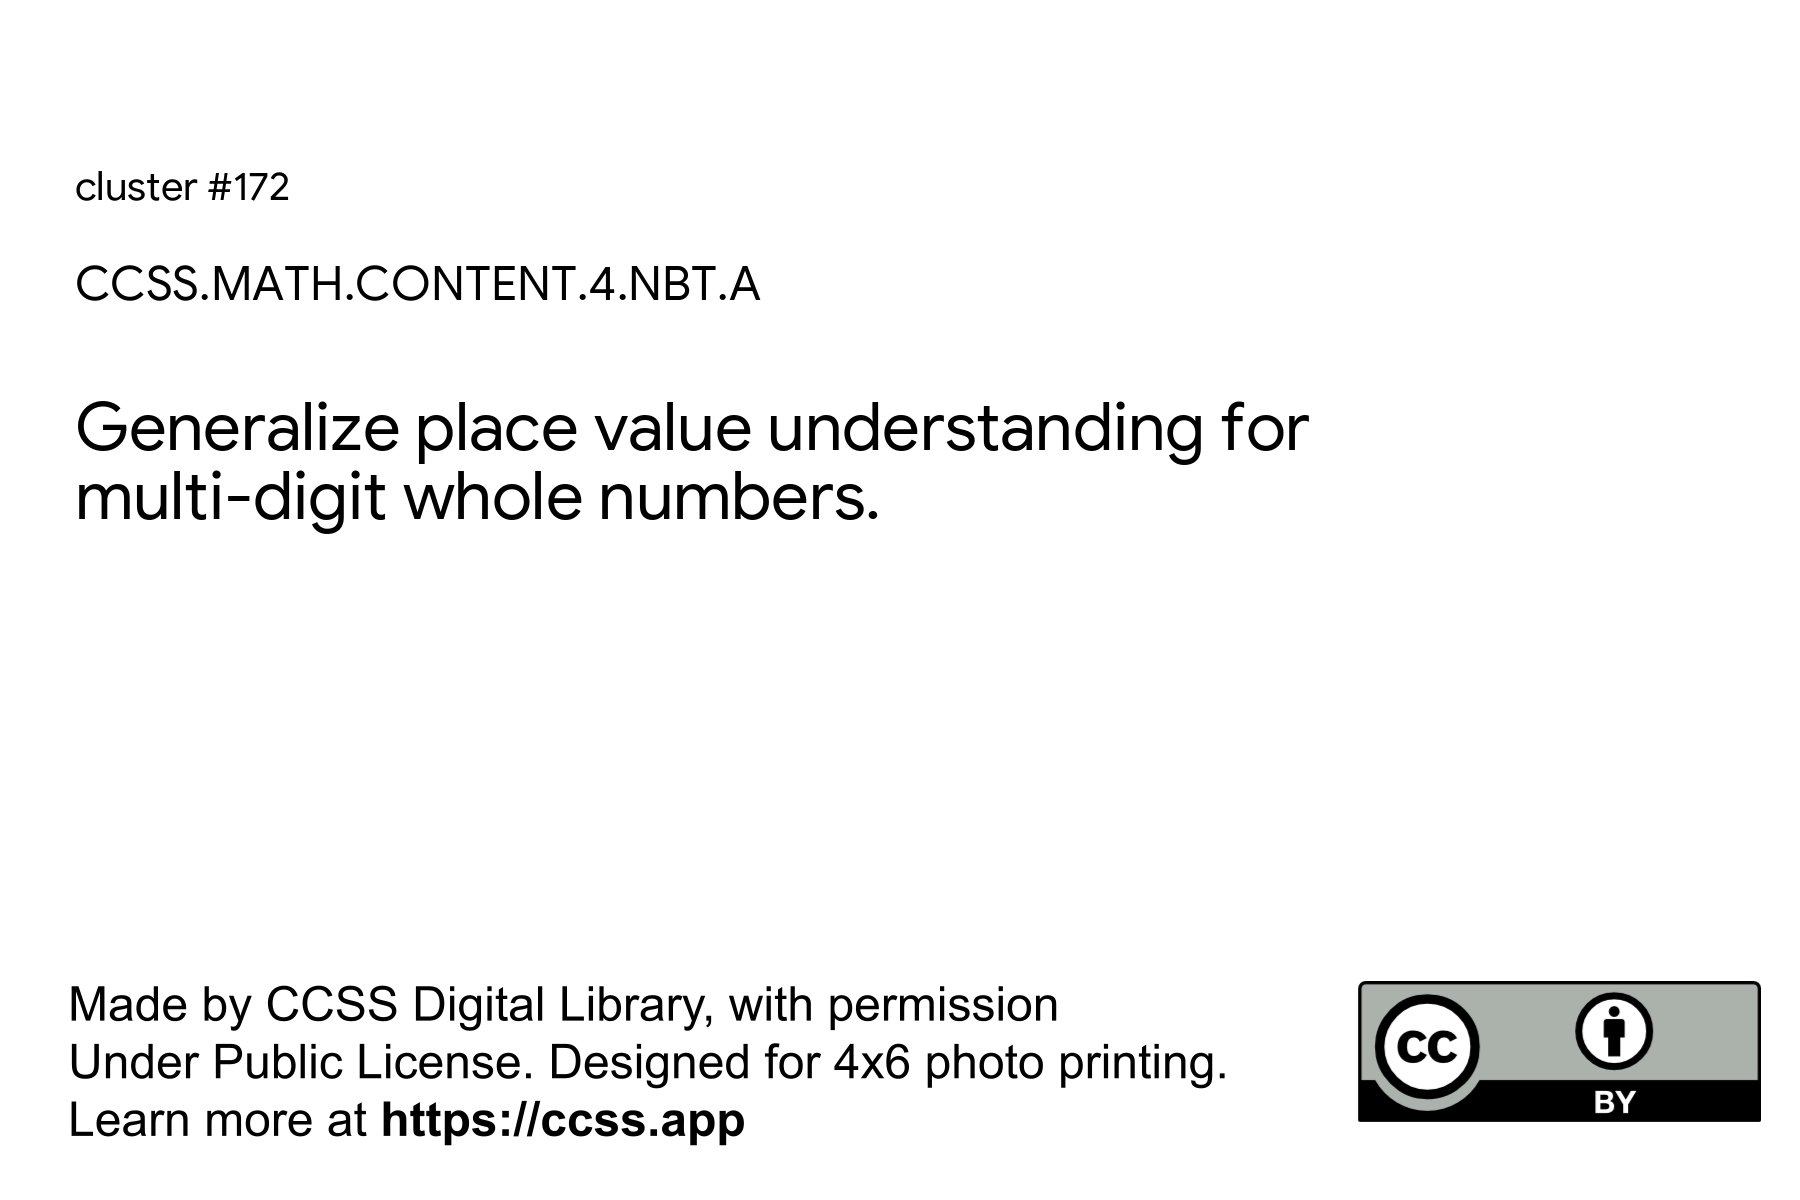 cluster #172
CCSS.MATH.CONTENT.4.NBT.A
Generalize place value understanding for
multi-digit whole numbers.
Made by CCSS Digital Library, with permission
Under Public License. Designed for 4x6 photo printing.
Learn more at https://ccss.app
cc
BY